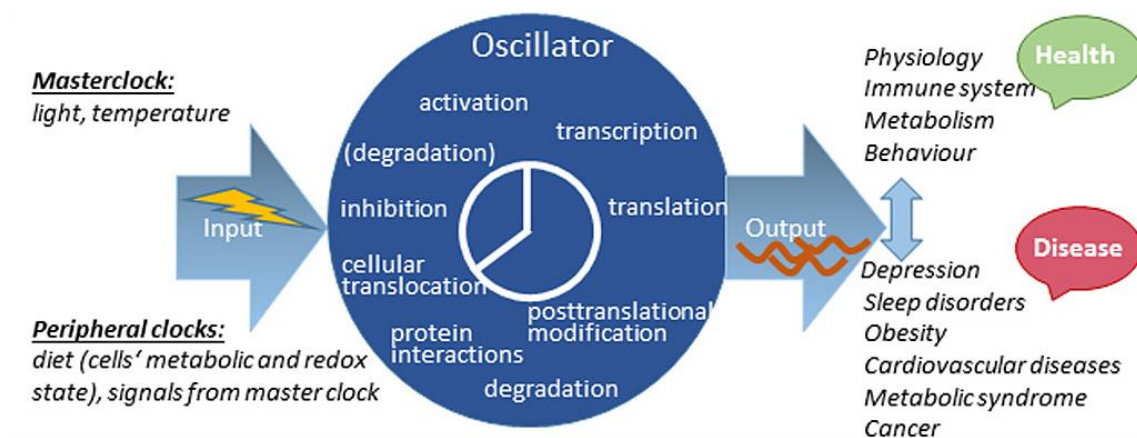 Masterclock:
light, temperature
Input
Peripheral clocks:
diet (cells' metabolic and redox
state), signals from master clock
Oscillator
activation
transcription
(degradation)
inhibition
translation
cellular
translocation
posttranslational
modification
protein
interactions
degradation
Output
Physiology
Immune system
Metabolism
Behaviour
Health
Disease
Depression
Sleep disorders
Obesity
Cardiovascular diseases
Metabolic syndrome
Cancer